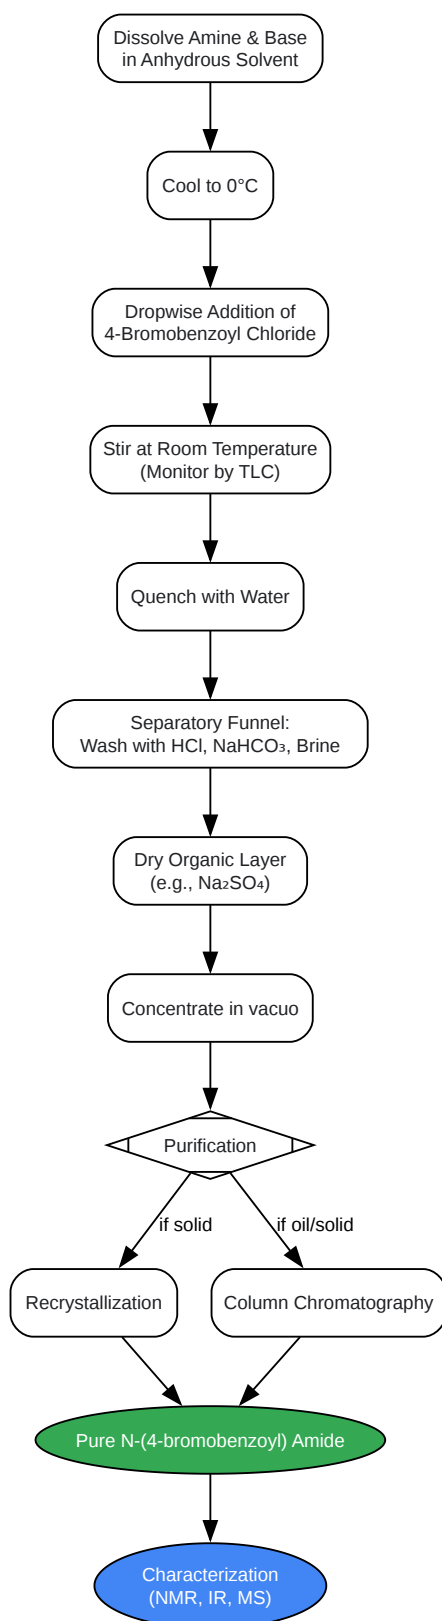 Dissolve Amine & Base
in Anhydrous Solvent
Cool to 0°C
Dropwise Addition of
4-Bromobenzoyl Chloride
Stir at Room Temperature
(Monitor by TLC)
Quench with Water
Separatory Funnel:
Wash with HCl, NaHCO₃, Brine
Dry Organic Layer
(e.g., Na₂SO₄)
Concentrate in vacuo
Purification
if solid
if oil/solid
Recrystallization
Column Chromatography
Pure N-(4-bromobenzoyl) Amide
Characterization
(NMR, IR, MS)